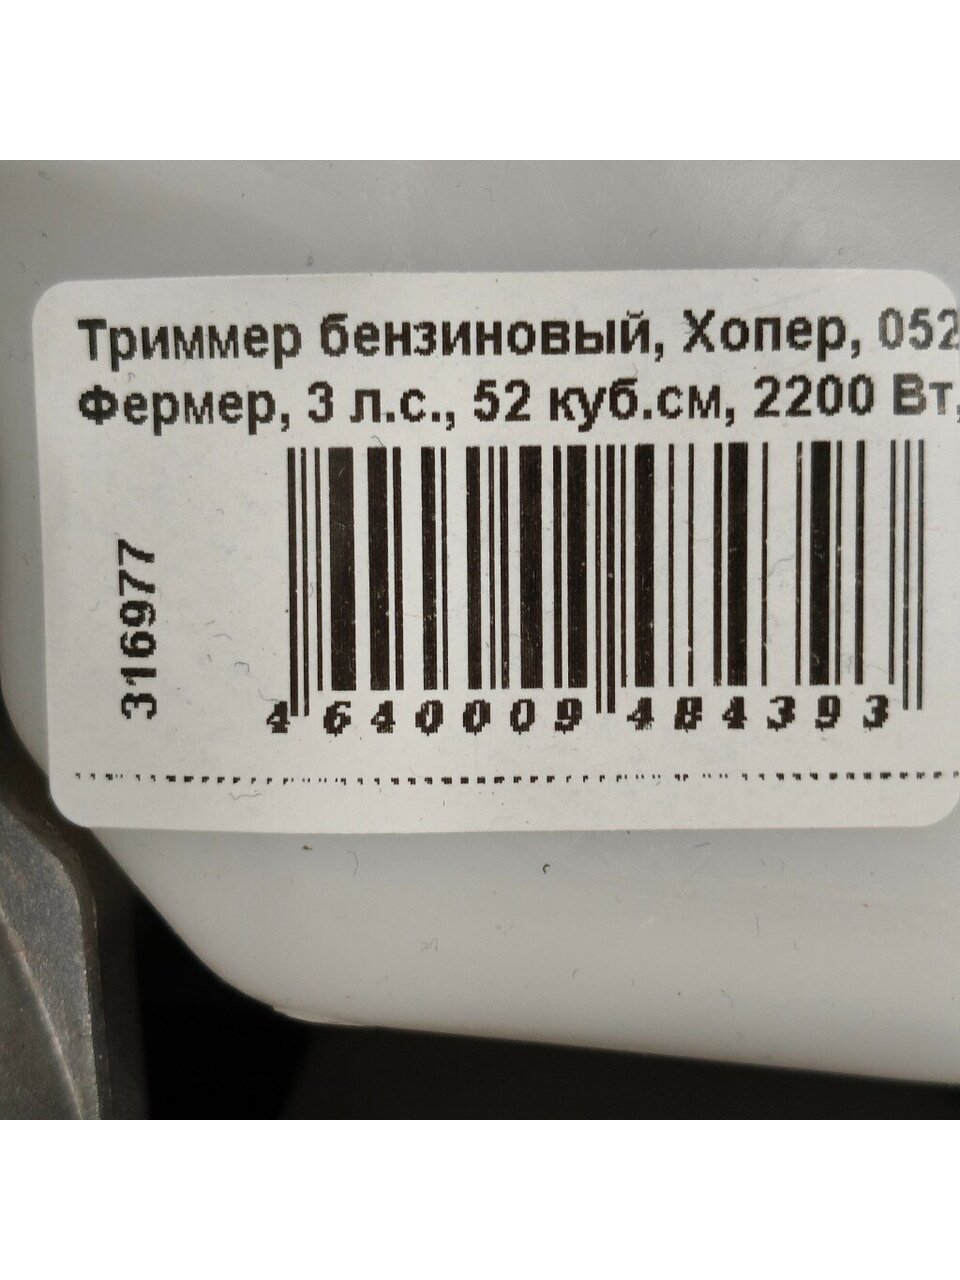 Триммер бензиновый, Хопер, 052
Фермер, 3 л.с., 52 куб.см, 2200 Вт,
316977
4 640009 484393